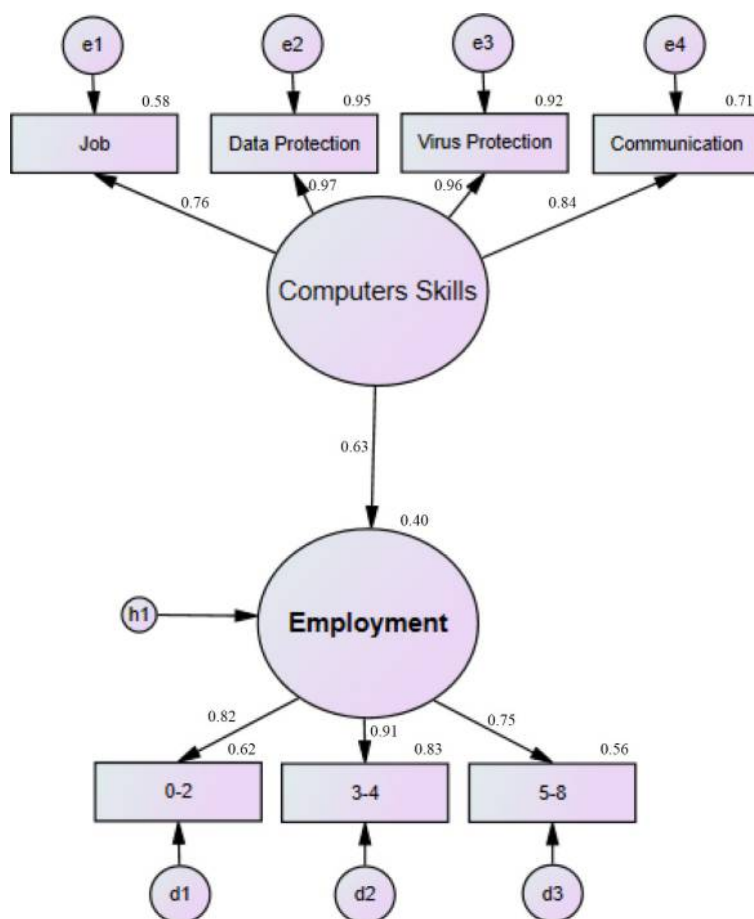 e1
e2
e3
e4
0.58
0.95
0.92
0.71
Job
Data Protection
Virus Protection
Communication
0.76
0.97
0.96
0.84
Computers Skills
0.63
0.40
h1
Employment
0.82
0.91
0.75
0.62
0.83
0.56
0-2
3-4
5-8
d1
d2
d3